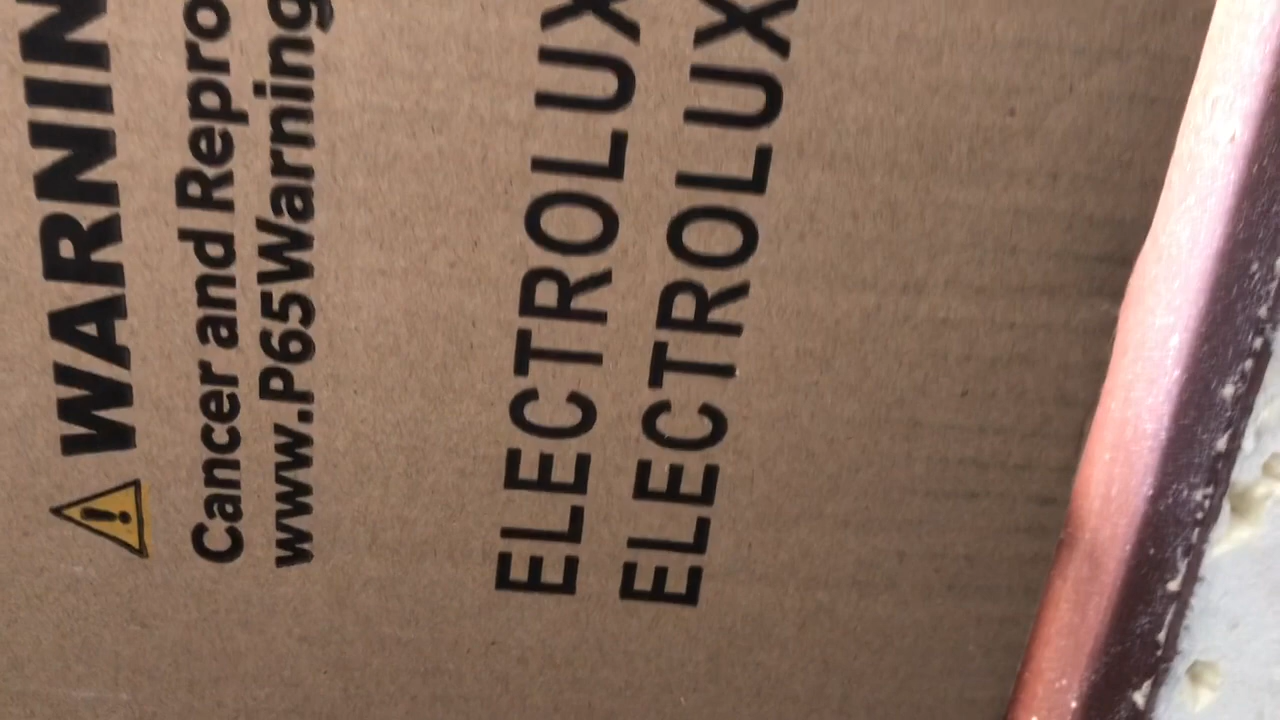 WARNIN
Cancer and Repro
www.P65Warning
ELECTROLUX
ELECTROLUX